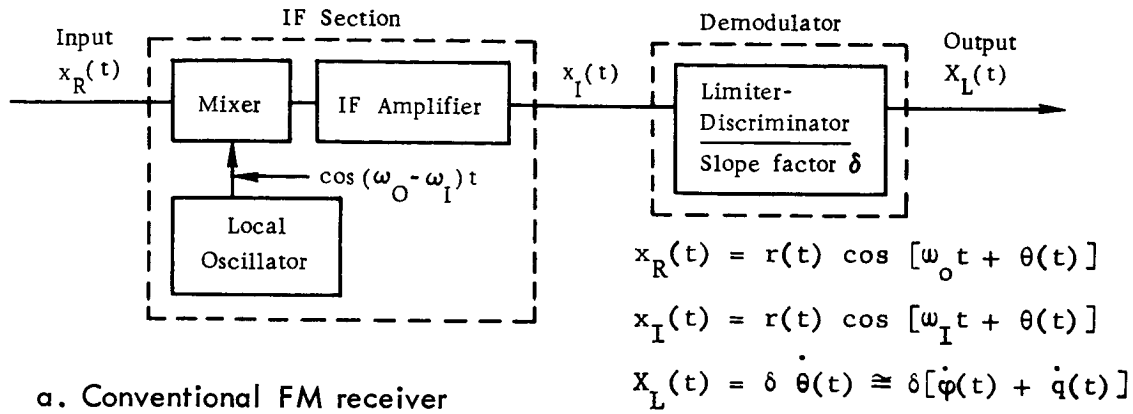 IF Section
Demodulator
Input
x_R(t)
Mixer
IF Amplifier
x_I(t)
Limiter-
Discriminator
Slope factor δ
Output
X_L(t)
cos (ω_O - ω_I) t
Local
Oscillator
x_R(t) = r(t) cos [ω_o t + θ(t)]
x_I(t) = r(t) cos [ω_I t + θ(t)]
X_L(t) = δ θ̇(t) ≅ δ[φ̇(t) + q̇(t)]
a. Conventional FM receiver